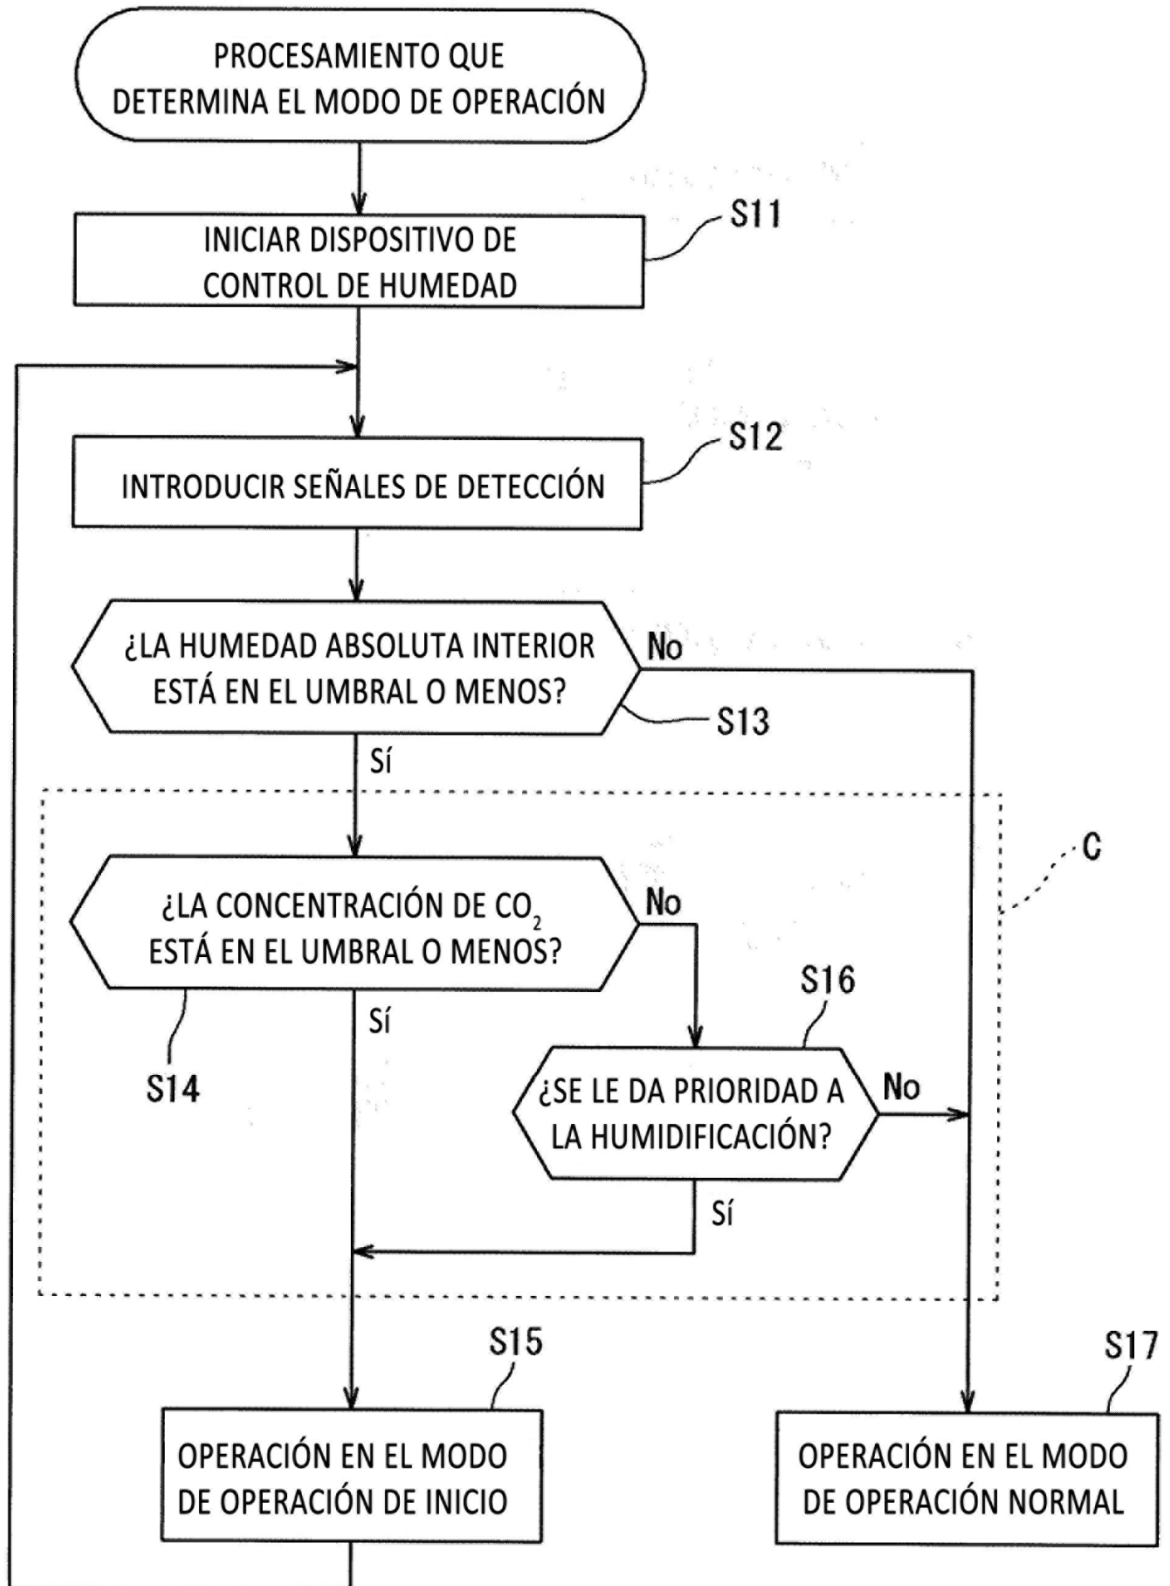 PROCESAMIENTO QUE
DETERMINA EL MODO DE OPERACIÓN
S11
INICIAR DISPOSITIVO DE
CONTROL DE HUMEDAD
S12
INTRODUCIR SEÑALES DE DETECCIÓN
¿LA HUMEDAD ABSOLUTA INTERIOR
ESTÁ EN EL UMBRAL O MENOS?
No
S13
Sí
C
¿LA CONCENTRACIÓN DE CO₂
ESTÁ EN EL UMBRAL O MENOS?
No
S14
Sí
S16
¿SE LE DA PRIORIDAD A
LA HUMIDIFICACIÓN?
No
Sí
S15
OPERACIÓN EN EL MODO
DE OPERACIÓN DE INICIO
S17
OPERACIÓN EN EL MODO
DE OPERACIÓN NORMAL